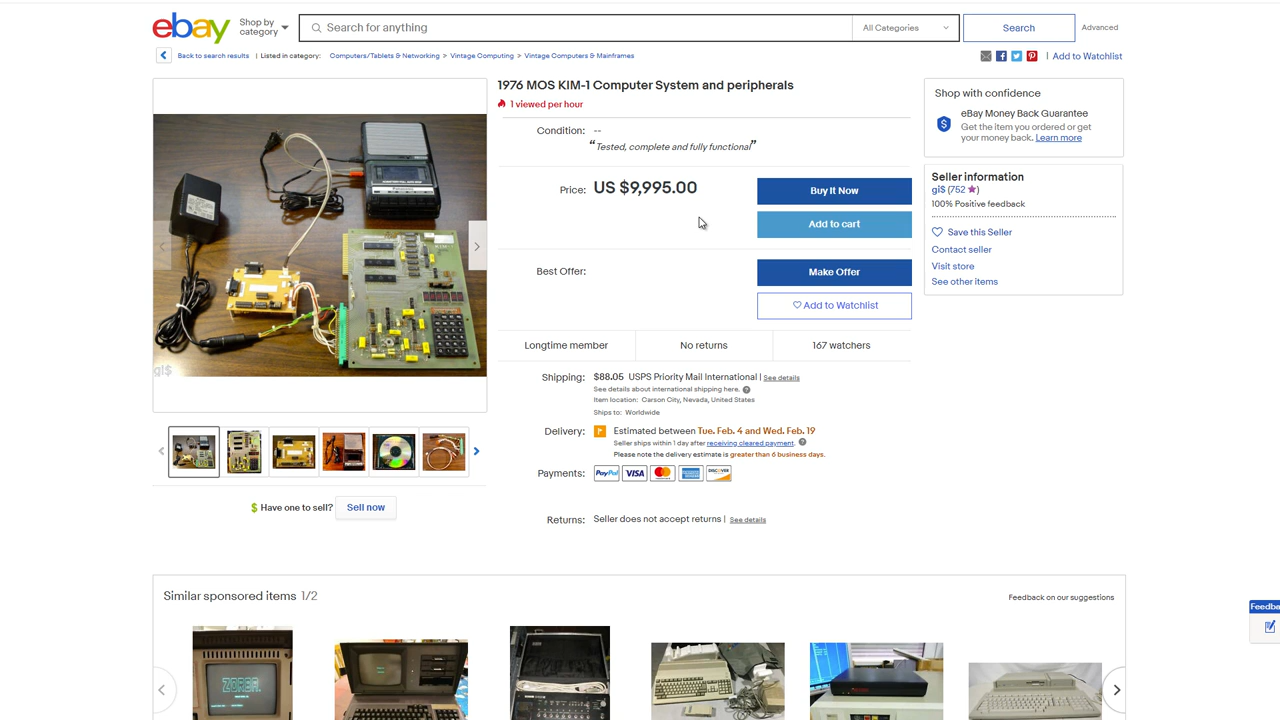 ebay
Shop by category
Search for anything
All Categories
Search
Advanced
Back to search results | Listed in category: Computers/Tablets & Networking > Vintage Computing > Vintage Computers & Mainframes
| Add to Watchlist
1976 MOS KIM-1 Computer System and peripherals
1 viewed per hour
Condition: --
“Tested, complete and fully functional”
Price: US $9,995.00
Buy It Now
Add to cart
Best Offer:
Make Offer
Add to Watchlist
Longtime member
No returns
167 watchers
Shipping: $88.05 USPS Priority Mail International | See details
See details about international shipping here.
Item location: Carson City, Nevada, United States
Ships to: Worldwide
Delivery: Estimated between Tue. Feb. 4 and Wed. Feb. 19
Seller ships within 1 day after receiving cleared payment.
Please note the delivery estimate is greater than 6 business days.
Payments: PayPal VISA MasterCard DISCOVER
Returns: Seller does not accept returns | See details
Shop with confidence
eBay Money Back Guarantee
Get the item you ordered or get
your money back. Learn more
Seller information
gi$ (752)
100% Positive feedback
Save this Seller
Contact seller
Visit store
See other items
gi$
$ Have one to sell? Sell now
Similar sponsored items 1/2
Feedback on our suggestions
Feedba
ZORBA